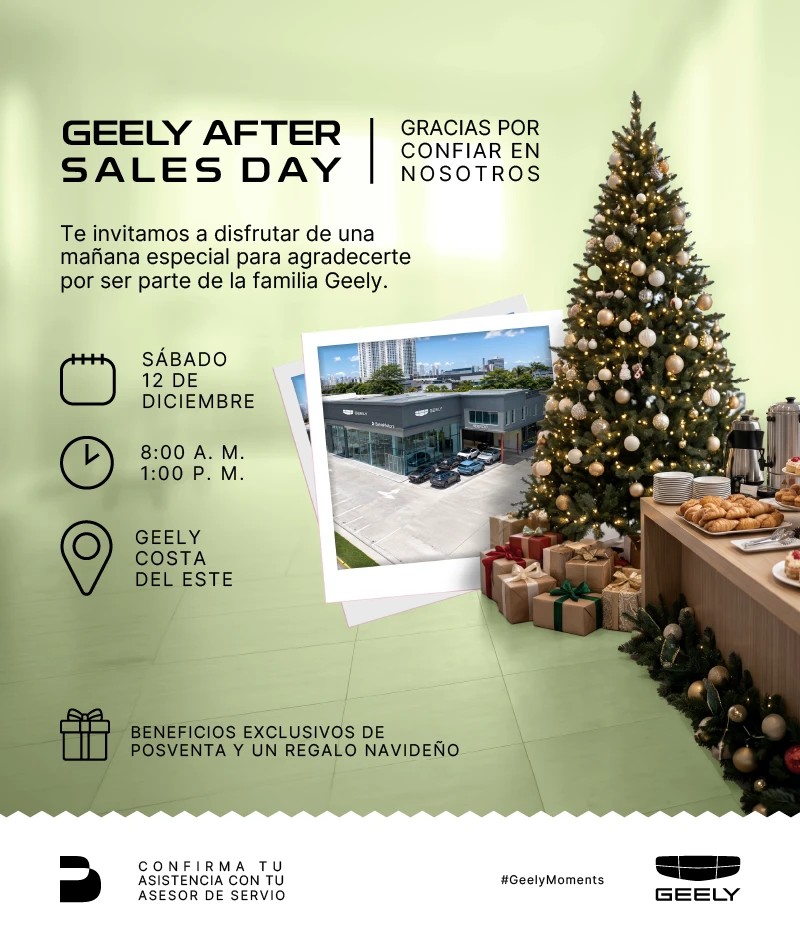 GEELY AFTER
SALES DAY
GRACIAS POR
CONFIAR EN
NOSOTROS
Te invitamos a disfrutar de una
mañana especial para agradecerte
por ser parte de la familia Geely.
SÁBADO
12 DE
DICIEMBRE
8:00 A. M.
1:00 P. M.
GEELY
COSTA
DEL ESTE
GEELY
GEELY
BENEFICIOS EXCLUSIVOS DE
POSVENTA Y UN REGALO NAVIDEÑO
CONFIRMA TU
ASISTENCIA CON TU
ASESOR DE SERVIO
#GeelyMoments
GEELY